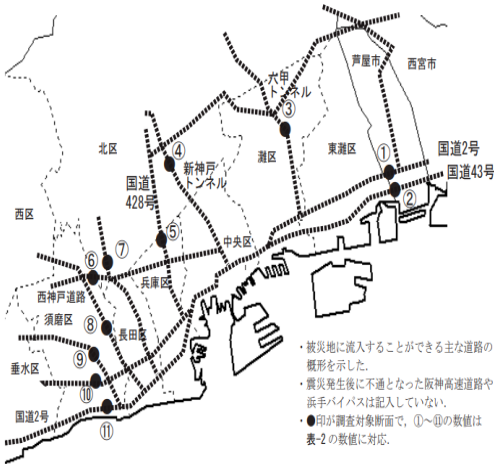 芦屋市
西宮市
六甲
トンネル
③
①
国道2号
国道43号
②
北区
④
新神戸
トンネル
灘区
東灘区
国道
428号
西区
⑤
中央区
⑦
⑥
兵庫区
西神戸道路
須磨区
⑧
長田区
⑨
垂水区
⑩
国道2号
⑪
・被災地に流入することができる主な道路の
概形を示した.
・震災発生後に不通となった阪神高速道路や
浜手バイパスは記入していない.
・●印が調査対象断面で, ①～⑪の数値は
表-2 の数値に対応.